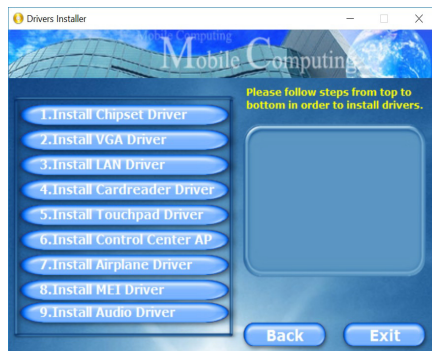 Drivers Installer
Mobile Computing
Mobile Computing
Please follow steps from top to
bottom in order to install drivers.
1.Install Chipset Driver
2.Install VGA Driver
3.Install LAN Driver
4.Install Cardreader Driver
5.Install Touchpad Driver
6.Install Control Center AP
7.Install Airplane Driver
8.Install MEI Driver
9.Install Audio Driver
Back
Exit